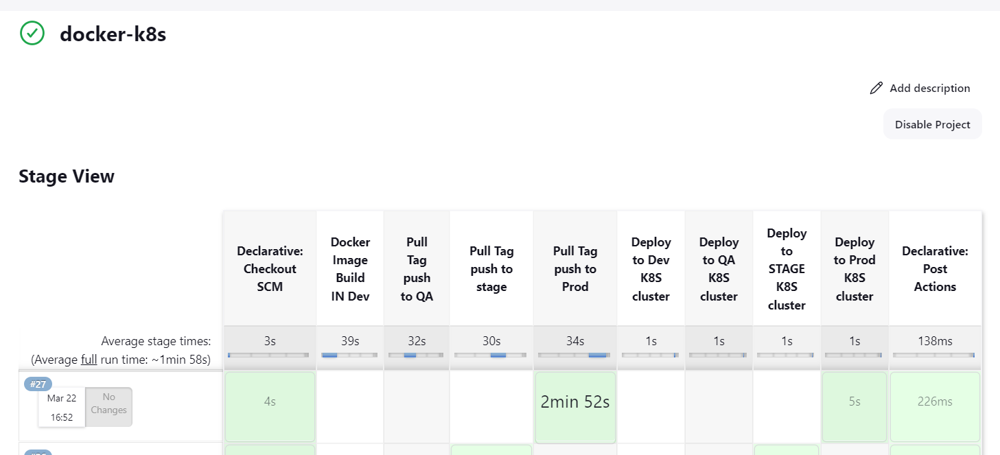 docker-k8s
Add description
Disable Project
Stage View
Declarative:
Checkout
SCM
Docker
Image
Build
IN Dev
Pull
Tag
push
to QA
Pull Tag
push to
stage
Pull Tag
push to
Prod
Deploy
to Dev
K8S
cluster
Deploy
to QA
K8S
cluster
Deploy
to
STAGE
K8S
cluster
Deploy
to Prod
K8S
cluster
Declarative:
Post
Actions
Average stage times:
(Average full run time: ~1min 58s)
3s
39s
32s
30s
34s
1s
1s
1s
1s
138ms
#27
Mar 22
16:52
No
Changes
4s
2min 52s
5s
226ms